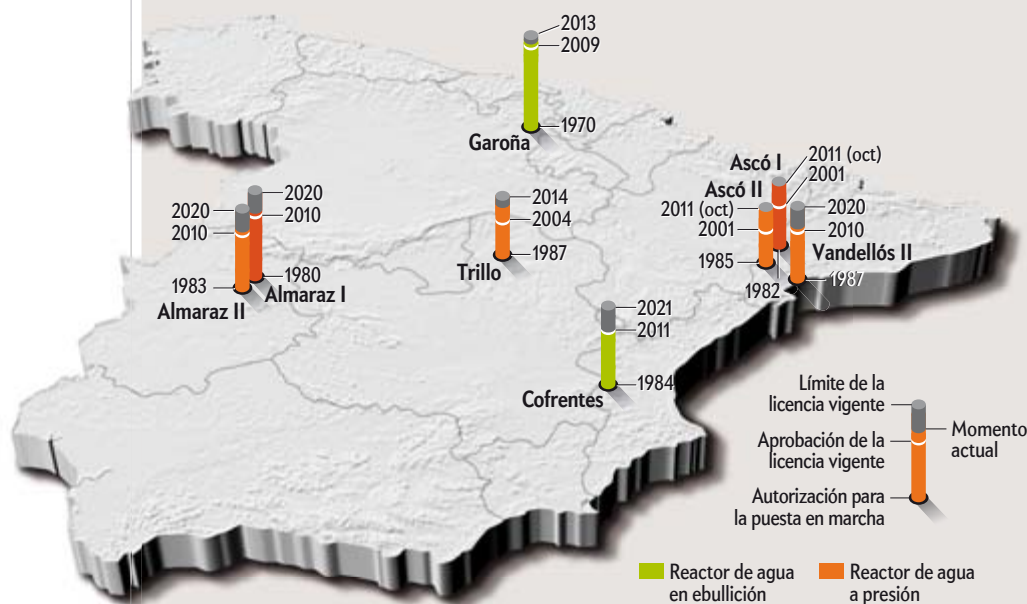 2013
2009
1970
Garoña
2020
2010
1980
Almaraz I
2020
2010
1983
Almaraz II
2014
2004
1987
Trillo
Ascó I
2011 (oct)
2001
1982
Ascó II
2011 (oct)
2001
1985
2020
2010
Vandellós II
1987
2021
2011
1984
Cofrentes
Límite de la
licencia vigente
Momento
actual
Aprobación de la
licencia vigente
Autorización para
la puesta en marcha
Reactor de agua
en ebullición
Reactor de agua
a presión